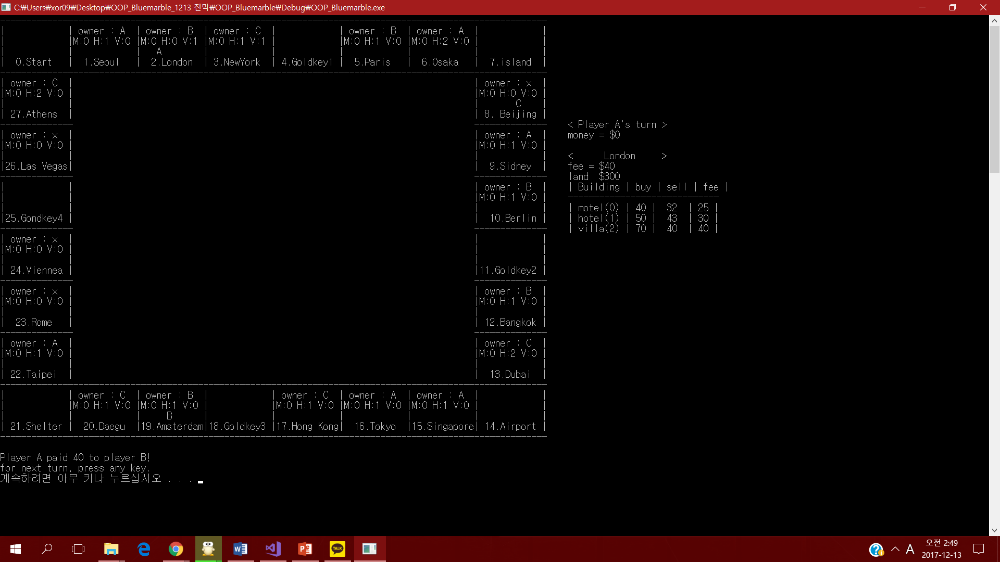 C:₩Users₩xor09₩Desktop₩OOP_Bluemarble_1213 진막₩OOP_Bluemarble₩Debug₩OOP_Bluemarble.exe
| | owner : A | owner : B | owner : C | | owner : B | owner : A | |
| |M:0 H:1 V:0 |M:0 H:0 V:1 |M:0 H:1 V:1 | |M:0 H:1 V:0 |M:0 H:2 V:0 | |
| | | A | | | | | |
| 0.Start | 1.Seoul | 2.London | 3.NewYork | 4.Goldkey1 | 5.Paris | 6.Osaka | 7.island |
| owner : C | | owner : x |
|M:0 H:2 V:0 | |M:0 H:0 V:0 |
| | | C |
| 27.Athens | | 8. Beijing |
< Player A's turn >
| owner : x | | owner : A | money = $0
|M:0 H:0 V:0 | |M:0 H:1 V:0 |
| | | | < London >
|26.Las Vegas| | 9.Sidney | fee = $40
land $300
| | | owner : B | | Building | buy | sell | fee |
| | |M:0 H:1 V:0 | ----------------------------
| | | | | motel(0) | 40 | 32 | 25 |
|25.Gondkey4 | | 10.Berlin | | hotel(1) | 50 | 43 | 30 |
| villa(2) | 70 | 40 | 40 |
| owner : x | | |
|M:0 H:0 V:0 | | |
| | | |
| 24.Viennea | |11.Goldkey2 |
| owner : x | | owner : B |
|M:0 H:0 V:0 | |M:0 H:1 V:0 |
| | | |
| 23.Rome | | 12.Bangkok |
| owner : A | | owner : C |
|M:0 H:1 V:0 | |M:0 H:2 V:0 |
| | | |
| 22.Taipei | | 13.Dubai |
| | owner : C | owner : B | | owner : C | owner : A | owner : A | |
| |M:0 H:1 V:0 |M:0 H:1 V:0 | |M:0 H:1 V:0 |M:0 H:1 V:0 |M:0 H:1 V:0 | |
| | | B | | | | | |
| 21.Shelter | 20.Daegu |19.Amsterdam|18.Goldkey3 |17.Hong Kong| 16.Tokyo |15.Singapore| 14.Airport |
Player A paid 40 to player B!
for next turn, press any key.
계속하려면 아무 키나 누르십시오 . . .
TALK
A
오전 2:49
2017-12-13